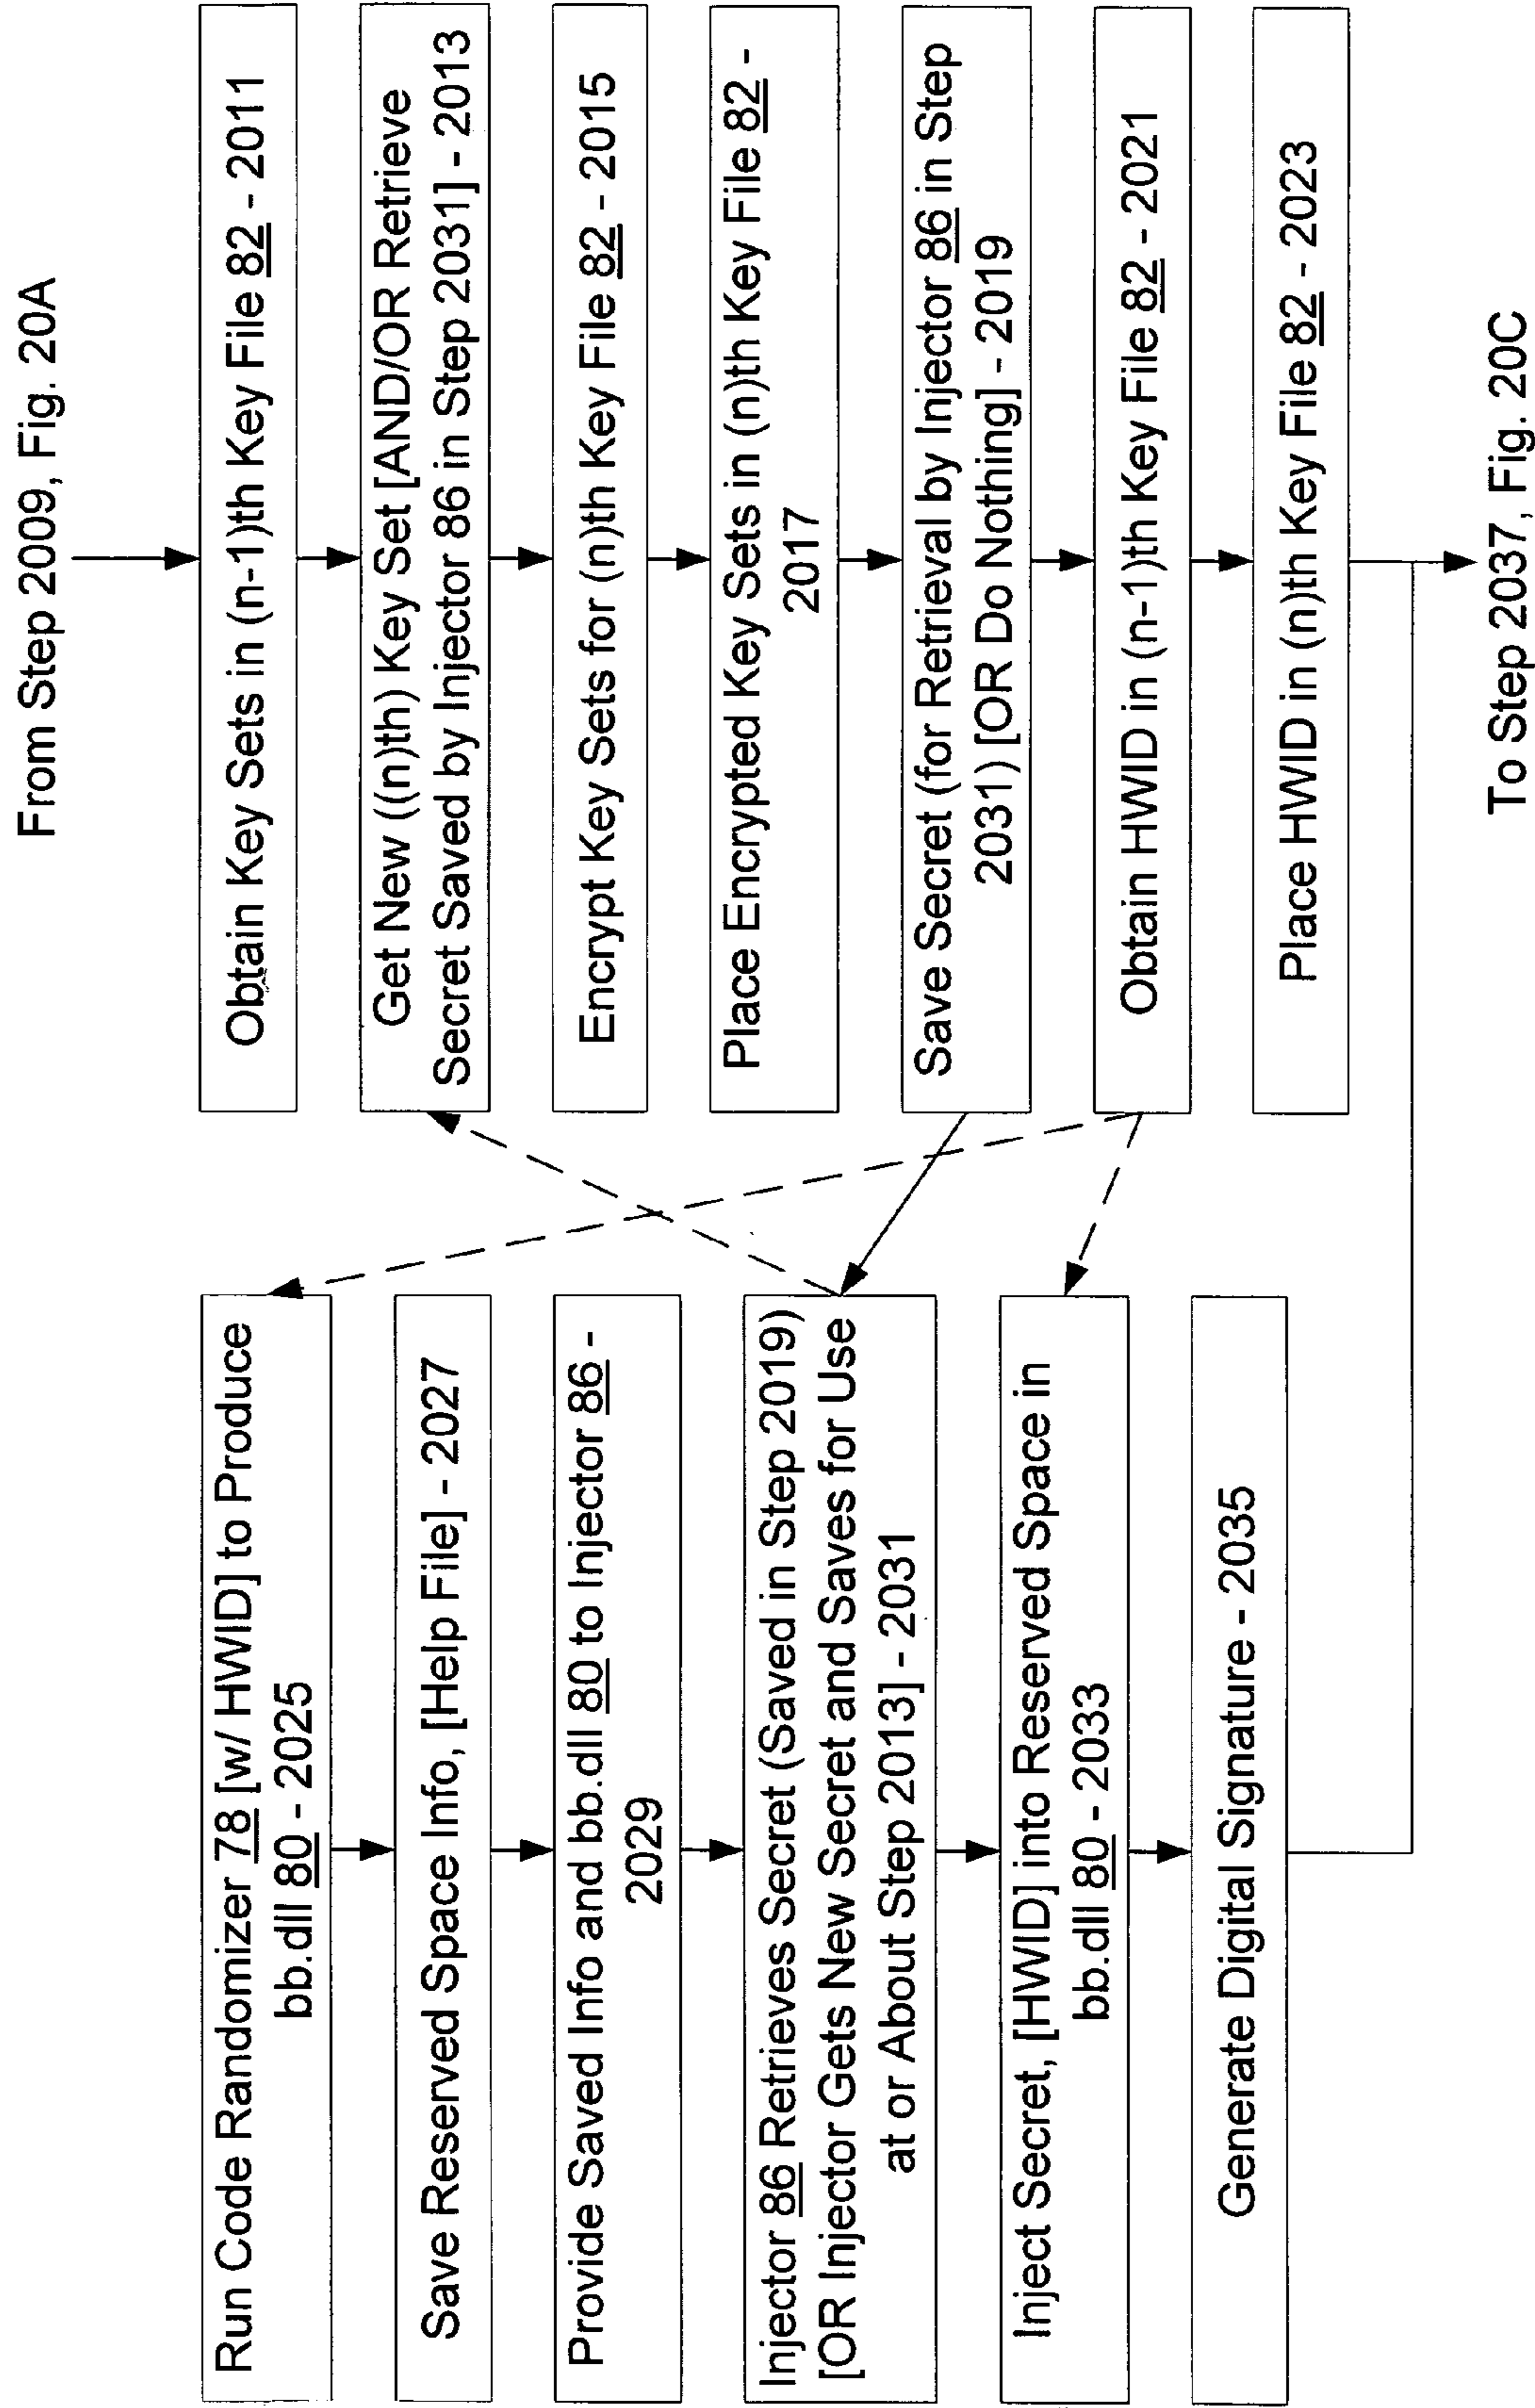 From Step 2009, Fig. 20A
Obtain Key Sets in (n-1)th Key File 82 - 2011
Get New ((n)th) Key Set [AND/OR Retrieve
Secret Saved by Injector 86 in Step 2031] - 2013
Encrypt Key Sets for (n)th Key File 82 - 2015
Place Encrypted Key Sets in (n)th Key File 82 -
2017
Save Secret (for Retrieval by Injector 86 in Step
2031) [OR Do Nothing] - 2019
Obtain HWID in (n-1)th Key File 82 - 2021
Place HWID in (n)th Key File 82 - 2023
Run Code Randomizer 78 [w/ HWID] to Produce
bb.dll 80 - 2025
Save Reserved Space Info, [Help File] - 2027
Provide Saved Info and bb.dll 80 to Injector 86 -
2029
Injector 86 Retrieves Secret (Saved in Step 2019)
[OR Injector Gets New Secret and Saves for Use
at or About Step 2013] - 2031
Inject Secret, [HWID] into Reserved Space in
bb.dll 80 - 2033
Generate Digital Signature - 2035
To Step 2037, Fig. 20C